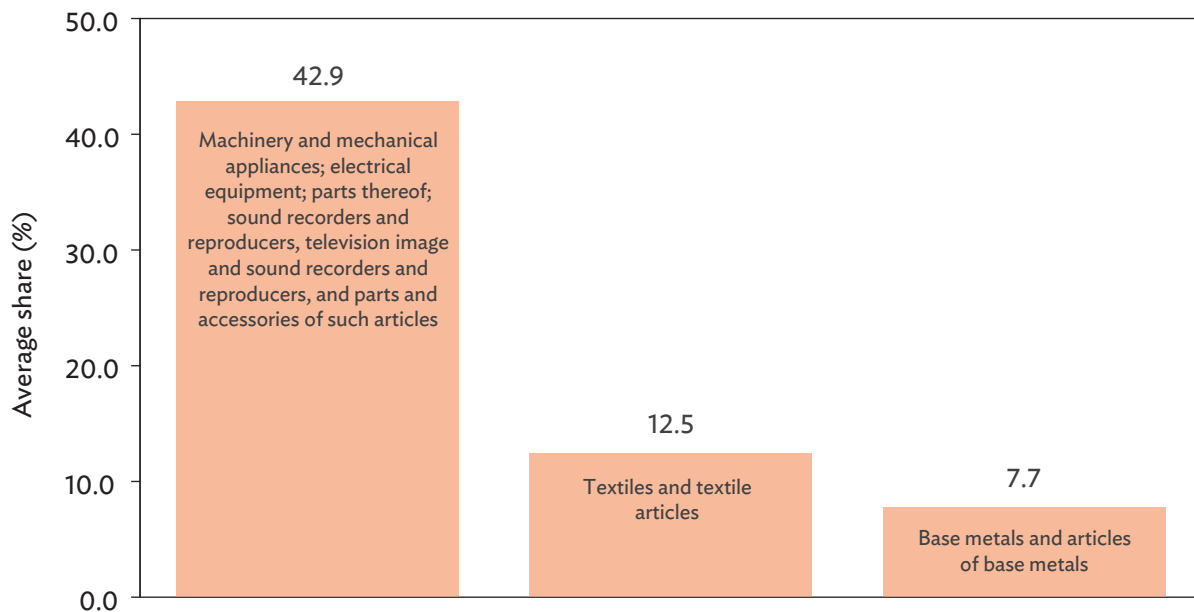 Average share (%)
50.0
40.0
30.0
20.0
10.0
0.0
42.9
Machinery and mechanical
appliances; electrical
equipment; parts thereof;
sound recorders and
reproducers, television image
and sound recorders and
reproducers, and parts and
accessories of such articles
12.5
Textiles and textile
articles
7.7
Base metals and articles
of base metals